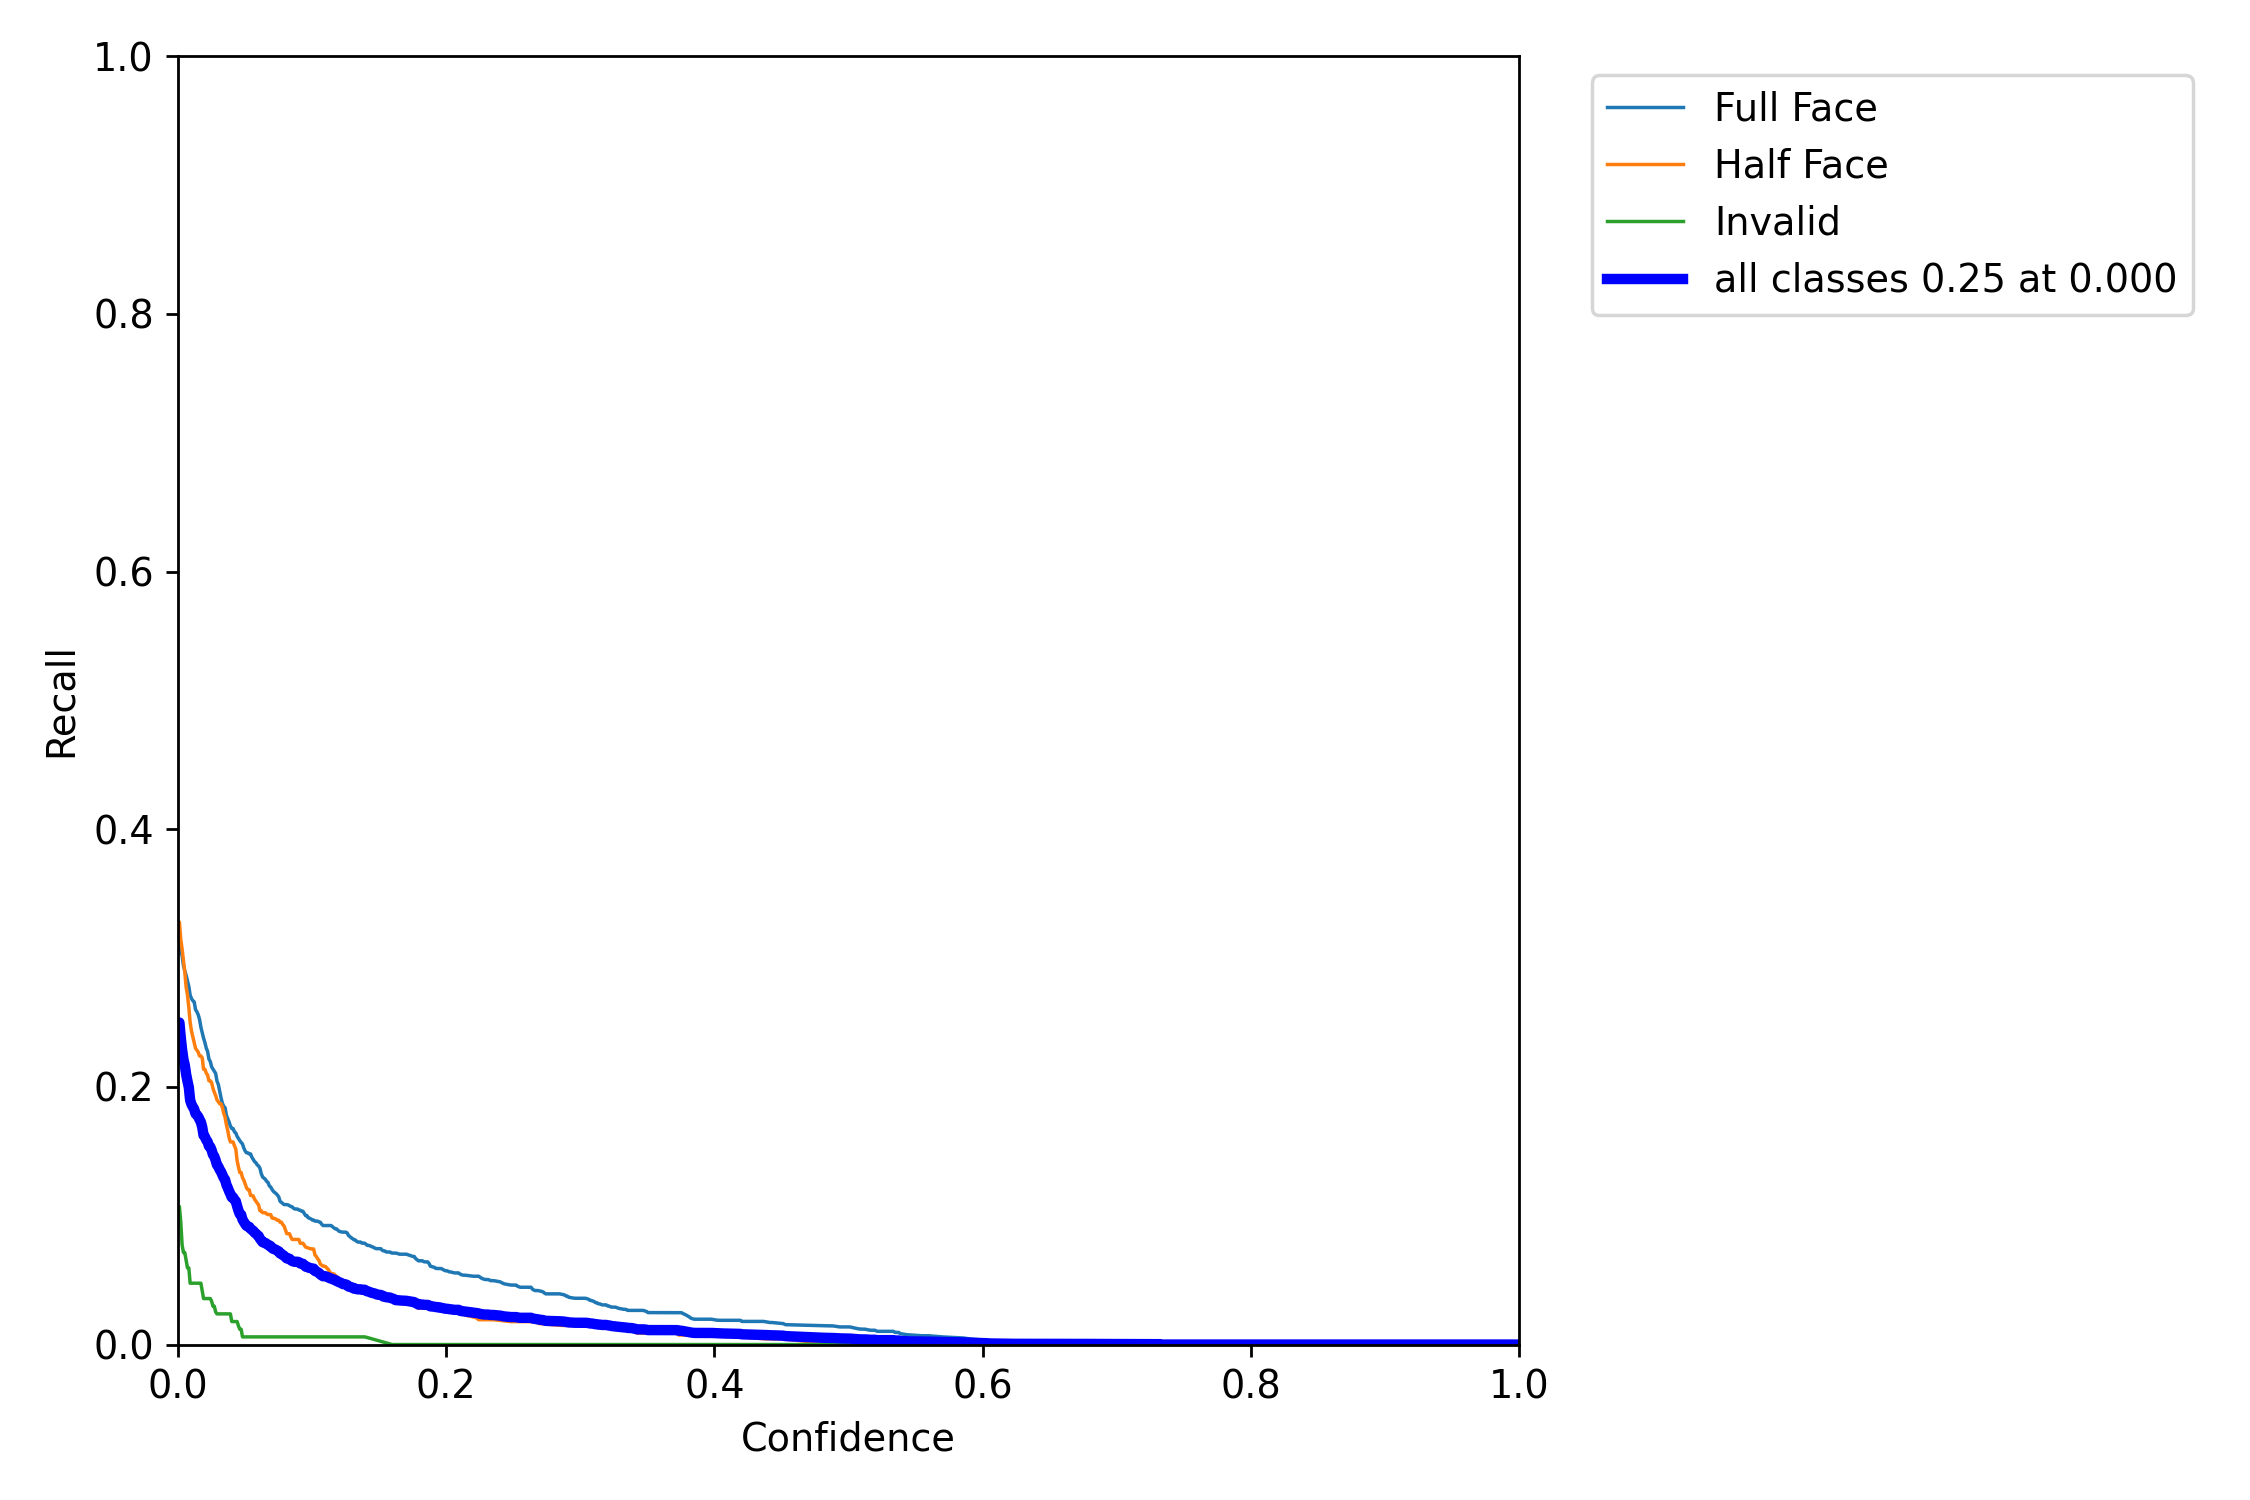 1.0
0.8
0.6
0.4
0.2
0.0
Recall
0.0 0.2 0.4 0.6 0.8 1.0
Confidence
Full Face
Half Face
Invalid
all classes 0.25 at 0.000